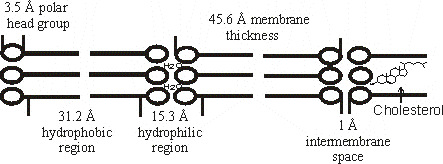 3.5 Å polar
head group
45.6 Å membrane
thickness
H2O
H2O
31.2 Å
hydrophobic
region
15.3 Å
hydrophilic
region
1 Å
intermembrane
space
Cholesterol